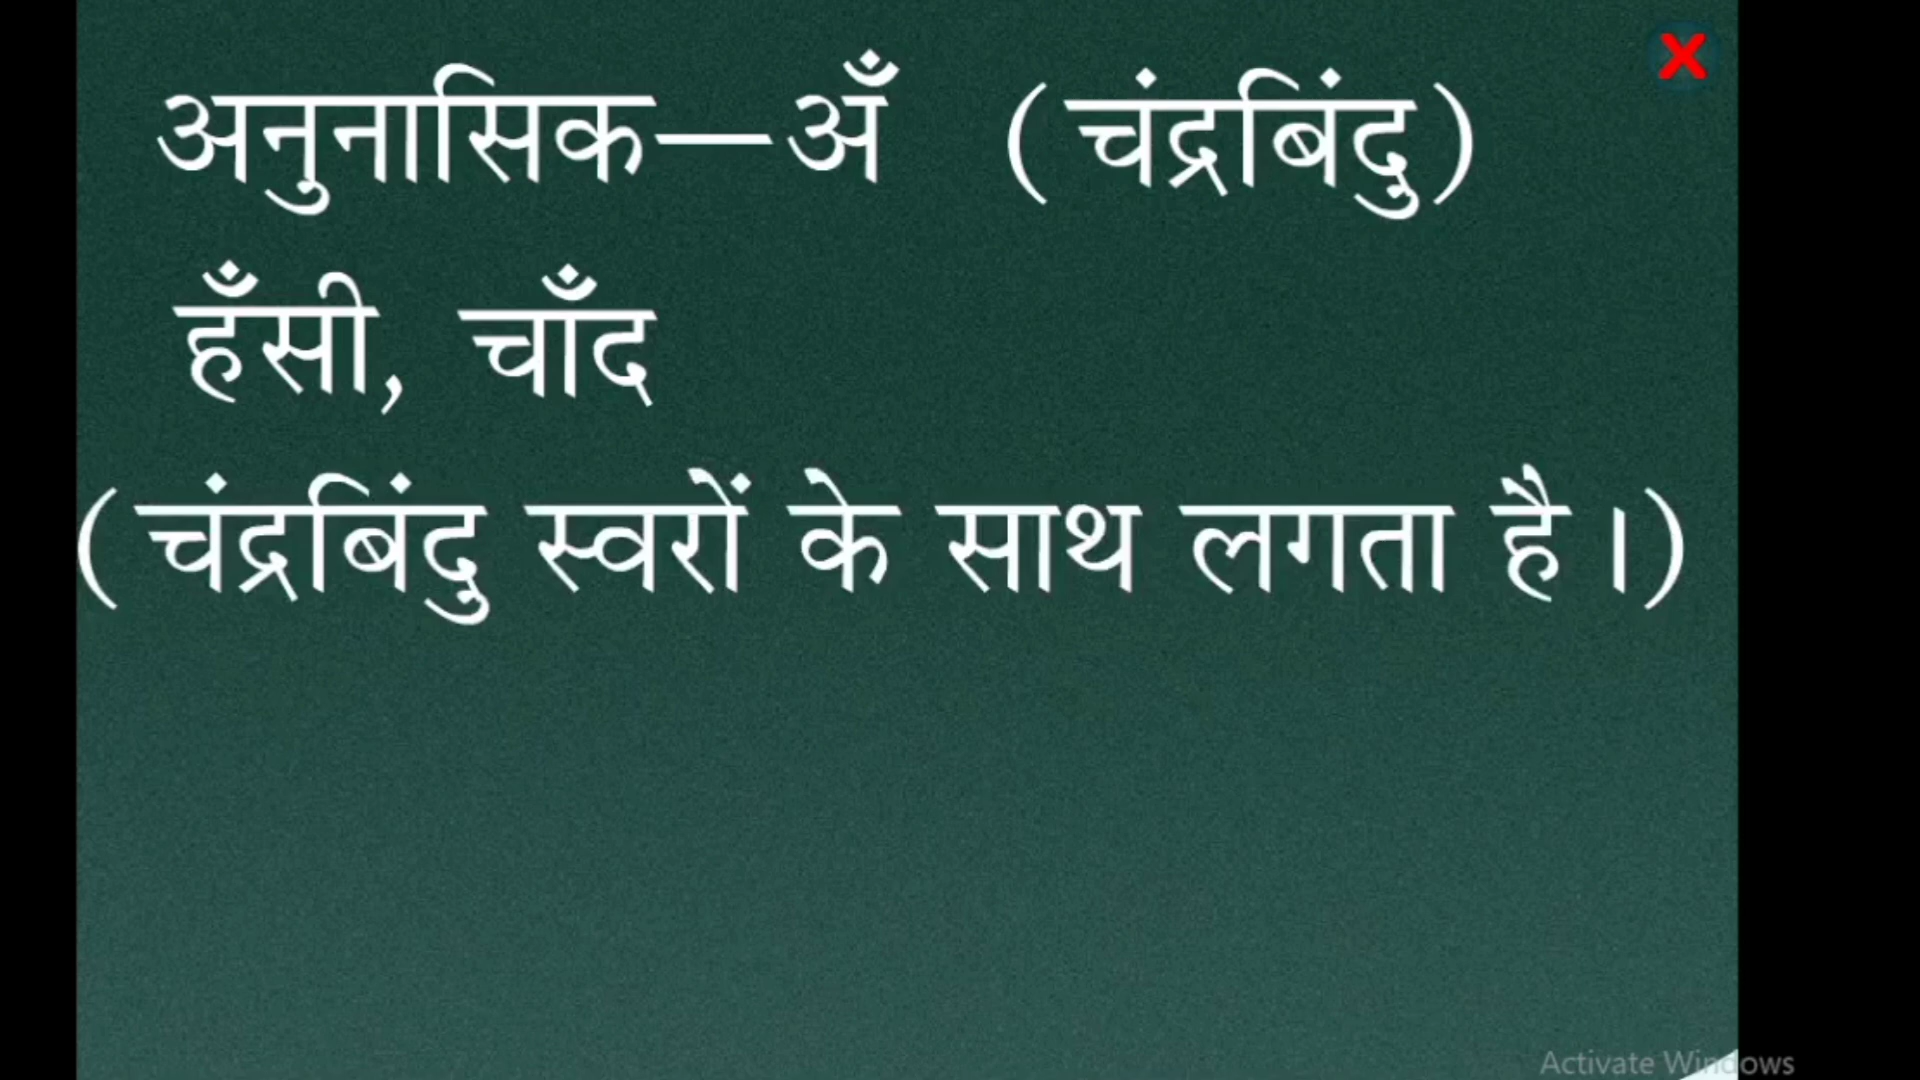 अनुनासिक—अँ (चंद्रबिंदु)
हँसी, चाँद
(चंद्रबिंदु स्वरों के साथ लगता है।)
Activate Windows